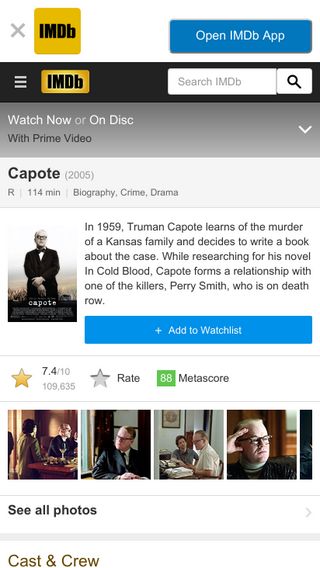 IMDb
Open IMDb App
IMDb
Search IMDb
Watch Now or On Disc
With Prime Video
Capote (2005)
R | 114 min | Biography, Crime, Drama
In 1959, Truman Capote learns of the murder
of a Kansas family and decides to write a book
about the case. While researching for his novel
In Cold Blood, Capote forms a relationship with
one of the killers, Perry Smith, who is on death
row.
capote
+ Add to Watchlist
7.4/10
109,635
Rate
88 Metascore
See all photos
Cast & Crew